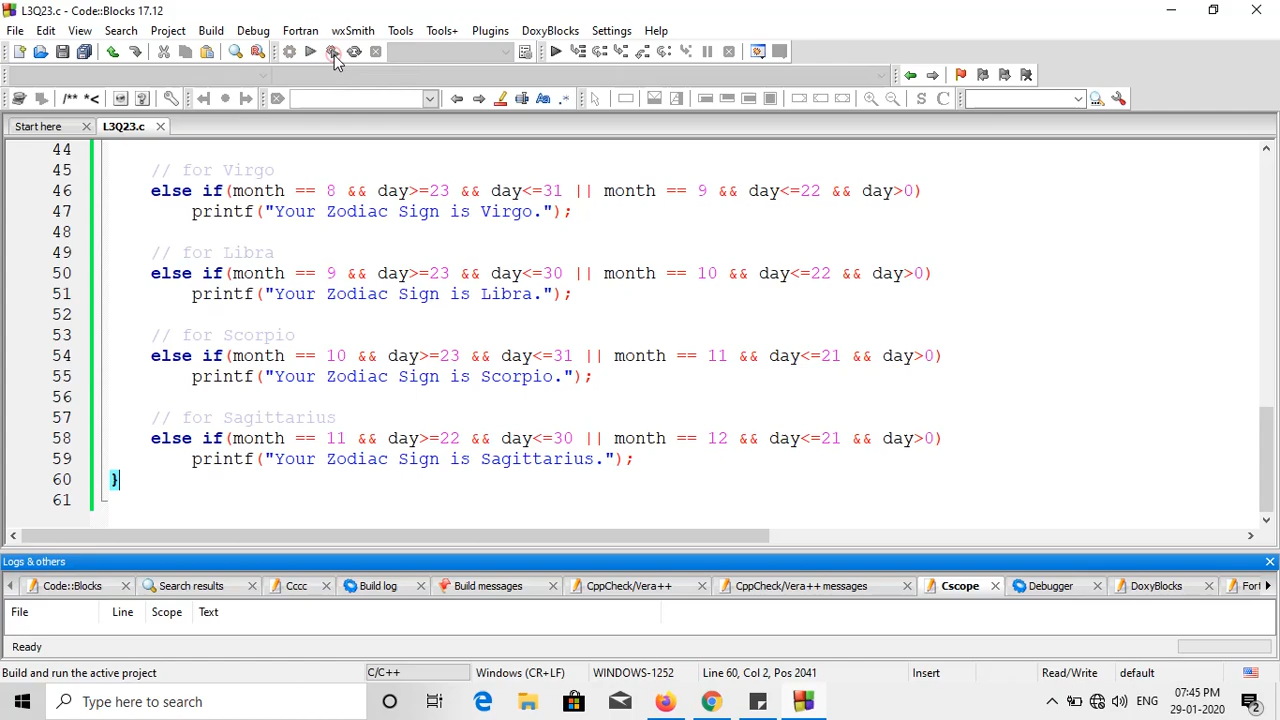 L3Q23.c - Code::Blocks 17.12
File Edit View Search Project Build Debug Fortran wxSmith Tools Tools+ Plugins DoxyBlocks Settings Help
/** *<
S C
Start here L3Q23.c
44
45 // for Virgo
46 else if(month == 8 && day>=23 && day<=31 || month == 9 && day<=22 && day>0)
47 printf("Your Zodiac Sign is Virgo.");
48
49 // for Libra
50 else if(month == 9 && day>=23 && day<=30 || month == 10 && day<=22 && day>0)
51 printf("Your Zodiac Sign is Libra.");
52
53 // for Scorpio
54 else if(month == 10 && day>=23 && day<=31 || month == 11 && day<=21 && day>0)
55 printf("Your Zodiac Sign is Scorpio.");
56
57 // for Sagittarius
58 else if(month == 11 && day>=22 && day<=30 || month == 12 && day<=21 && day>0)
59 printf("Your Zodiac Sign is Sagittarius.");
60 }
61
Logs & others
Code::Blocks Search results Cccc Build log Build messages CppCheck/Vera++ CppCheck/Vera++ messages Cscope Debugger DoxyBlocks For
File Line Scope Text
Ready
Build and run the active project C/C++ Windows (CR+LF) WINDOWS-1252 Line 60, Col 2, Pos 2041 Insert Read/Write default
Type here to search ENG 07:45 PM
29-01-2020 2